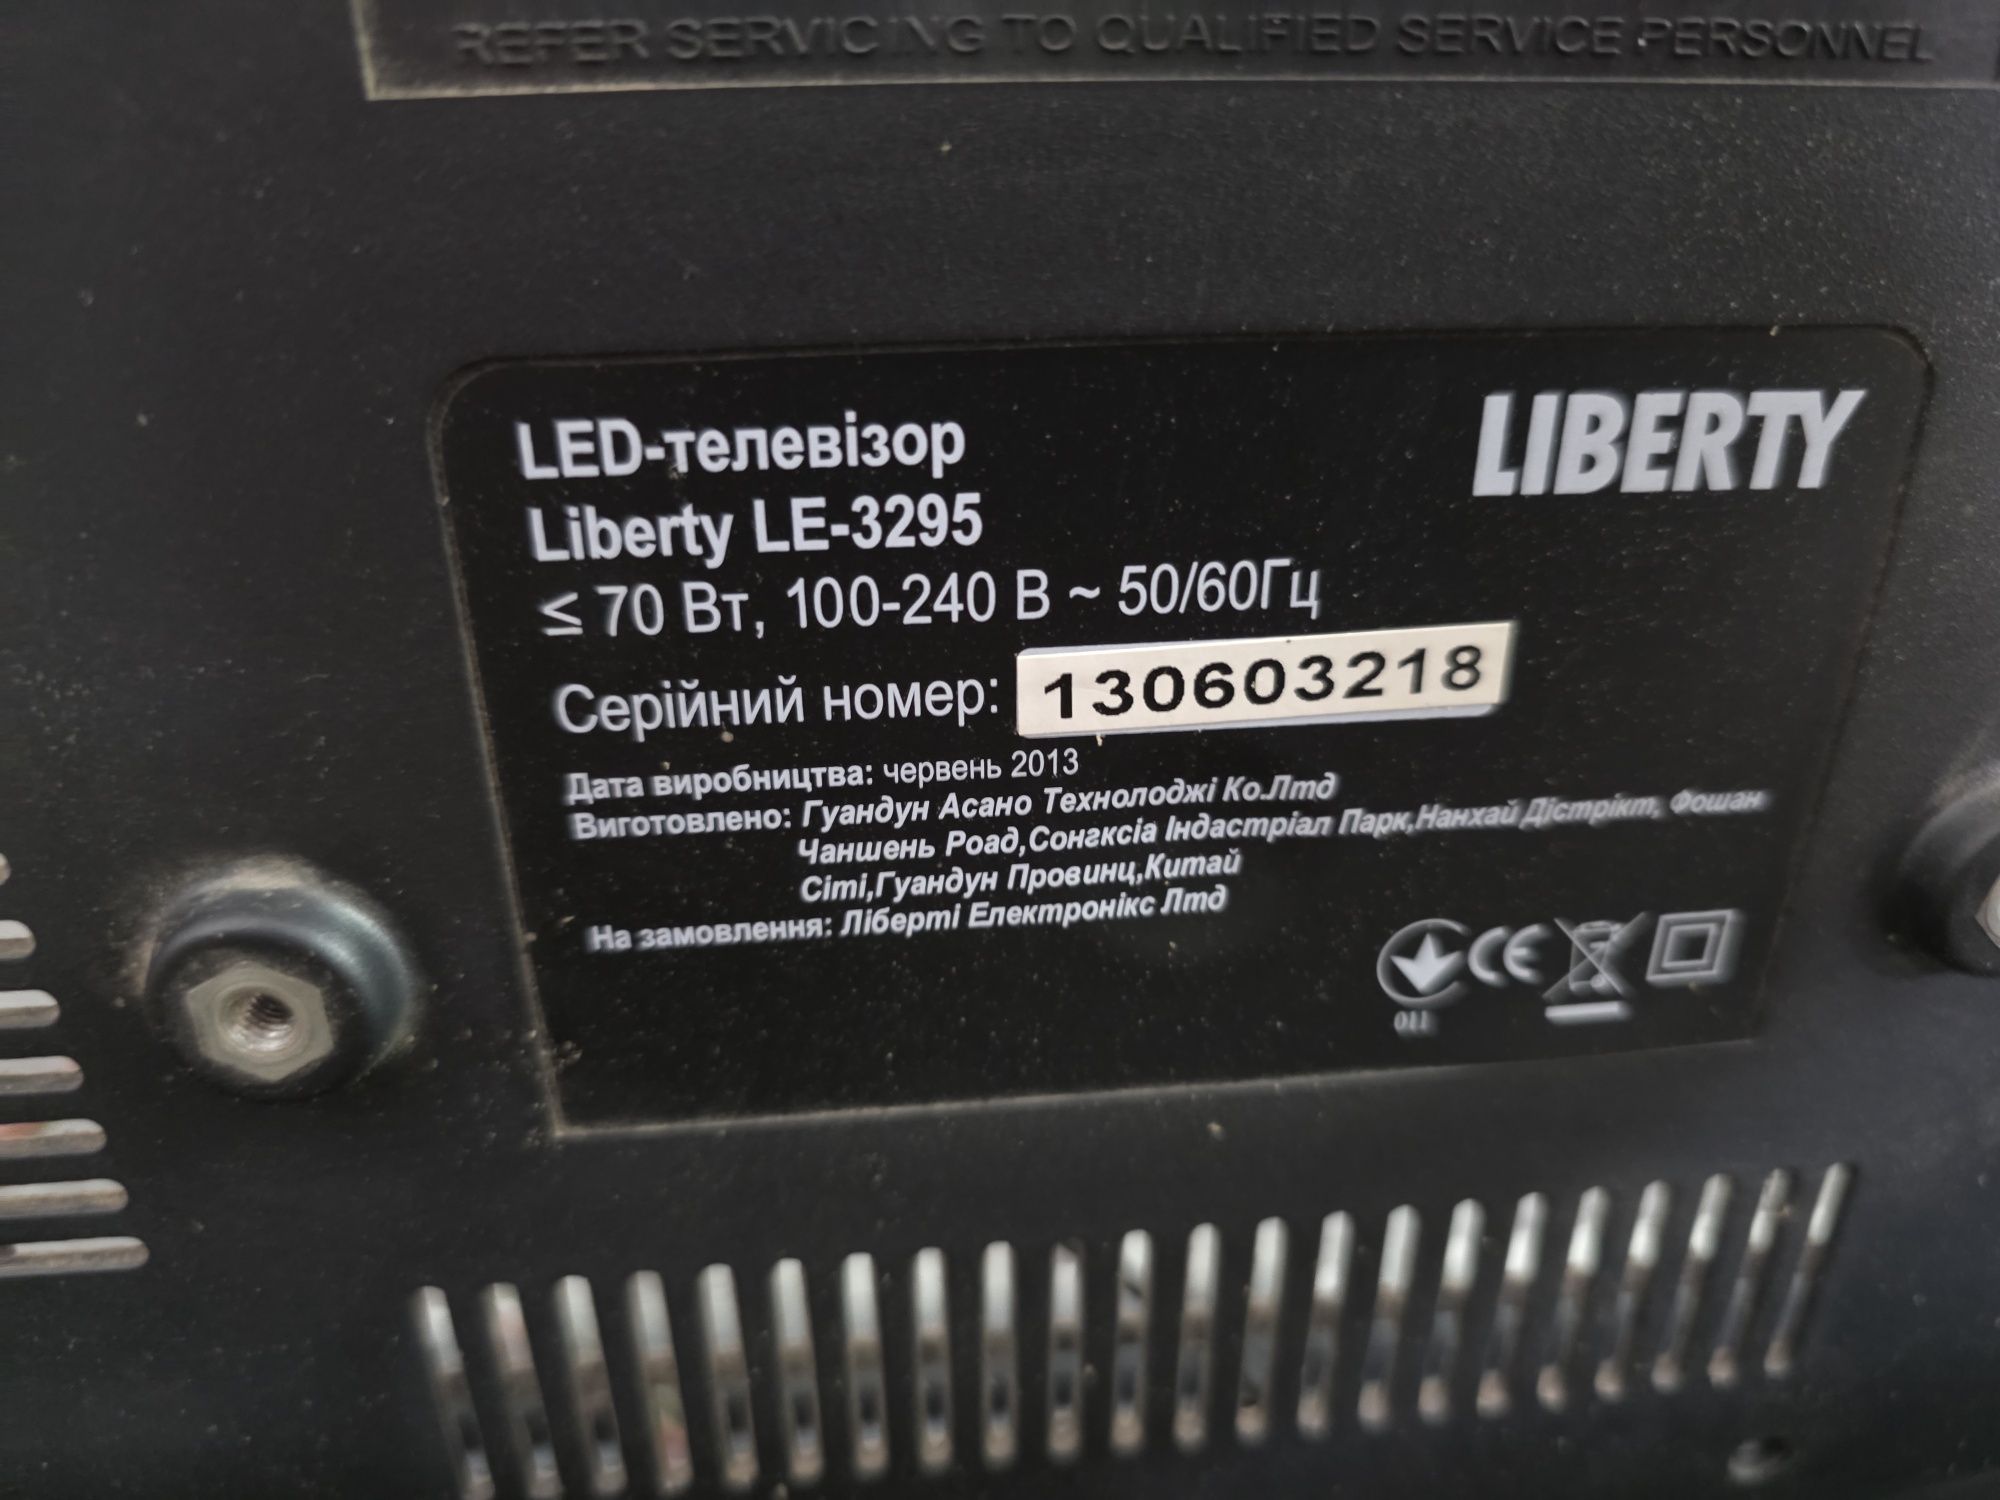 REFER SERVICING TO QUALIFIED SERVICE PERSONNEL
LIBERTY
LED-телевізор
Liberty LE-3295
≤ 70 Вт, 100-240 В ~ 50/60Гц
Серійний номер: 130603218
Дата виробництва: червень 2013
Виготовлено: Гуандун Асано Технолоджі Ко.Лтд
Чаншень Роад,Сонгксіа Індастріал Парк,Нанхай Дістрікт, Фошан
Сіті,Гуандун Провинц,Китай
На замовлення: Ліберті Електронікс Лтд
CE
011